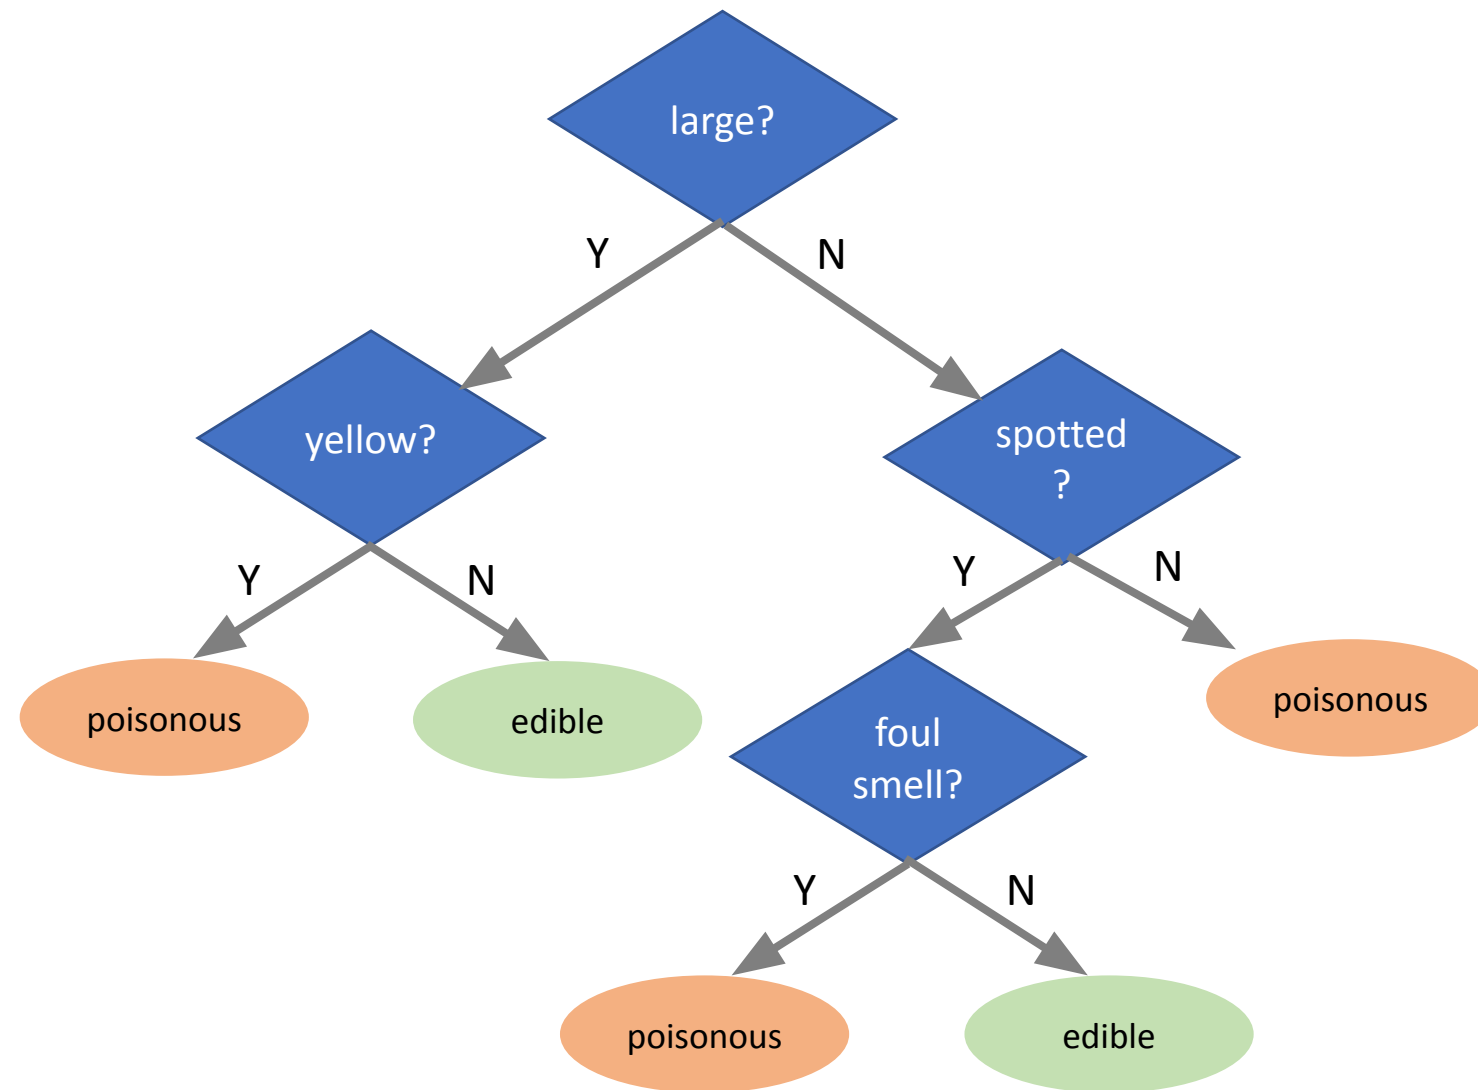 large?
Y
N
yellow?
spotted
?
Y
N
Y
N
poisonous
edible
foul
smell?
poisonous
Y
N
poisonous
edible